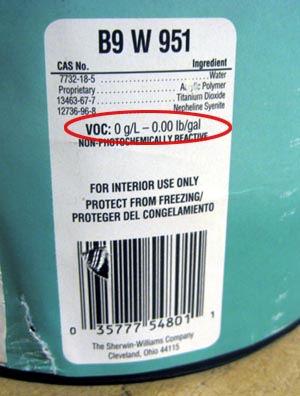 B9 W 951
CAS No. Ingredient
7732-18-5 Water
Proprietary Polymer
13463-67-7 Titanium Dioxide
12736-96-8 Nepheline Syenite
VOC: 0 g/L – 0.00 lb/gal
NON-PHOTOCHEMICALLY REACTIVE
FOR INTERIOR USE ONLY
PROTECT FROM FREEZING/
PROTEGER DEL CONGELAMIENTO
0 35777 54801 1
The Sherwin-Williams Company
Cleveland, Ohio 44115